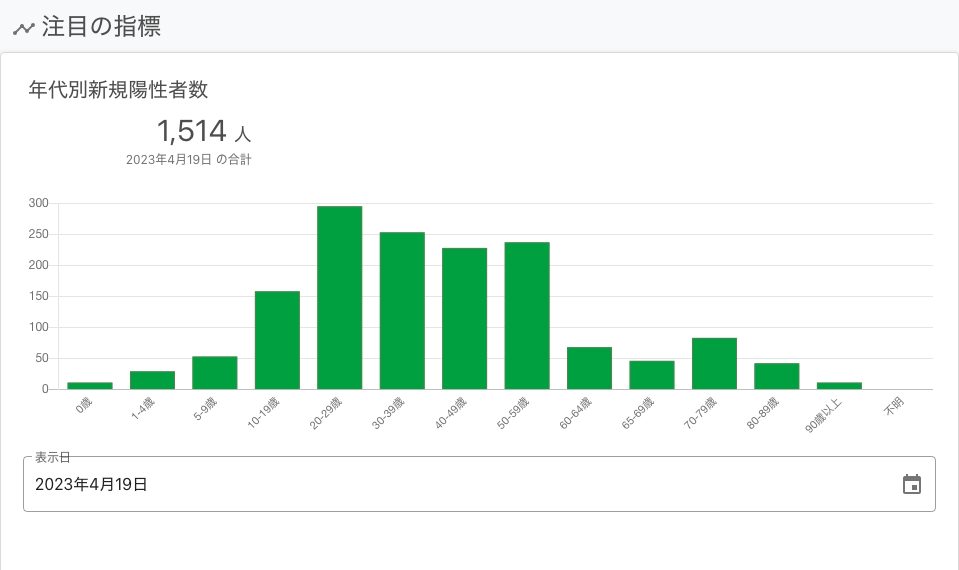 注目の指標
年代別新規陽性者数
1,514 人
2023年4月19日 の合計
300
250
200
150
100
50
0
0歳
1-4歳
5-9歳
10-19歳
20-29歳
30-39歳
40-49歳
50-59歳
60-64歳
65-69歳
70-79歳
80-89歳
90歳以上
不明
表示日
2023年4月19日